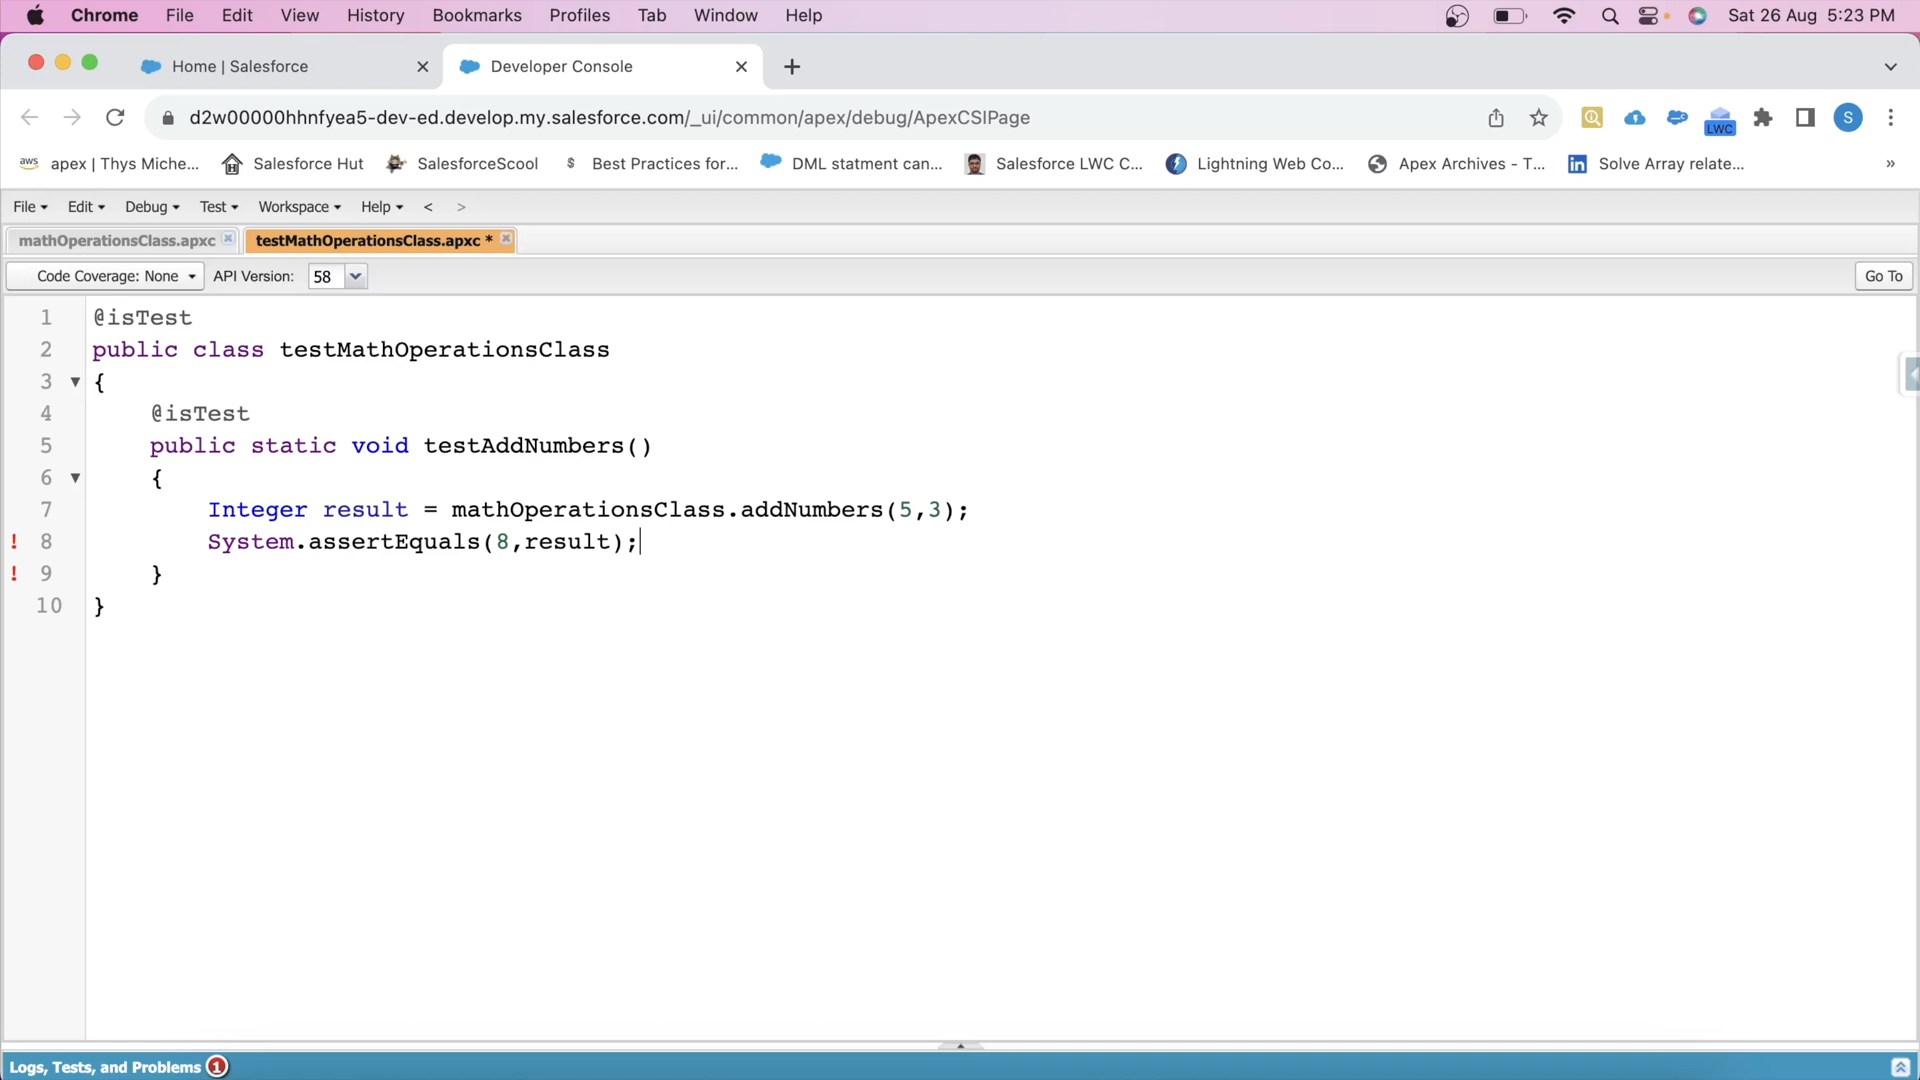 Chrome File Edit View History Bookmarks Profiles Tab Window Help Sat 26 Aug 5:23 PM
Home | Salesforce Developer Console
d2w00000hhnfyea5-dev-ed.develop.my.salesforce.com/_ui/common/apex/debug/ApexCSIPage LWC S
aws apex | Thys Miche... Salesforce Hut SalesforceScool $ Best Practices for... DML statment can... Salesforce LWC C... Lightning Web Co... Apex Archives - T... in Solve Array relate... »
File Edit Debug Test Workspace Help < >
mathOperationsClass.apxc testMathOperationsClass.apxc *
Code Coverage: None API Version: 58 Go To
1 @isTest
2 public class testMathOperationsClass
3 {
4 @isTest
5 public static void testAddNumbers()
6 {
7 Integer result = mathOperationsClass.addNumbers(5,3);
! 8 System.assertEquals(8,result);
! 9 }
10 }
Logs, Tests, and Problems 1